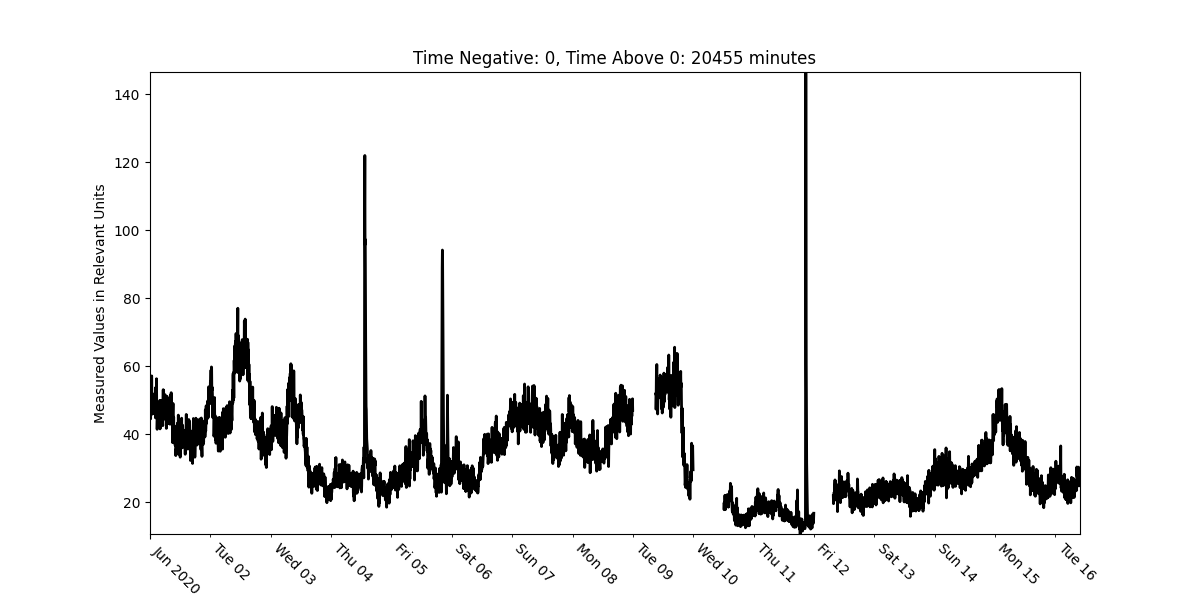 Time Negative: 0, Time Above 0: 20455 minutes
Measured Values in Relevant Units
140
120
100
80
60
40
20
Jun 2020
Tue 02
Wed 03
Thu 04
Fri 05
Sat 06
Sun 07
Mon 08
Tue 09
Wed 10
Thu 11
Fri 12
Sat 13
Sun 14
Mon 15
Tue 16